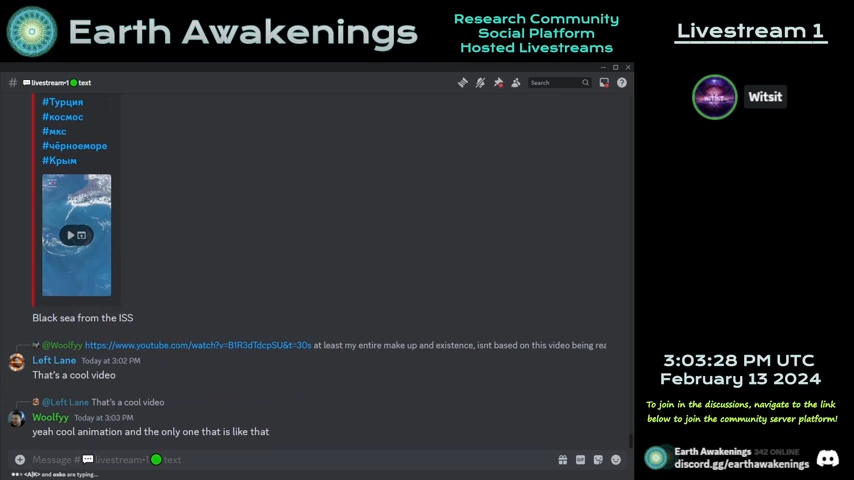 Earth Awakenings
Research Community
Social Platform
Hosted Livestreams
Livestream 1
Witsit
# 💬livestream•1🟢text
Search
#Турция
#космос
#мкс
#чёрноеморе
#Крым
Black sea from the ISS
@Woolfyy https://www.youtube.com/watch?v=B1R3dTdcpSU&t=30s at least my entire make up and existence, isnt based on this video being rea
Left Lane Today at 3:02 PM
That's a cool video
@Left Lane That's a cool video
Woolfyy Today at 3:03 PM
yeah cool animation and the only one that is like that
Message #💬livestream•1🟢text
<A|K> and osko are typing...
3:03:28 PM UTC
February 13 2024
To join in the discussions, navigate to the link
below to join the community server platform!
Earth Awakenings 342 ONLINE
discord.gg/earthawakenings